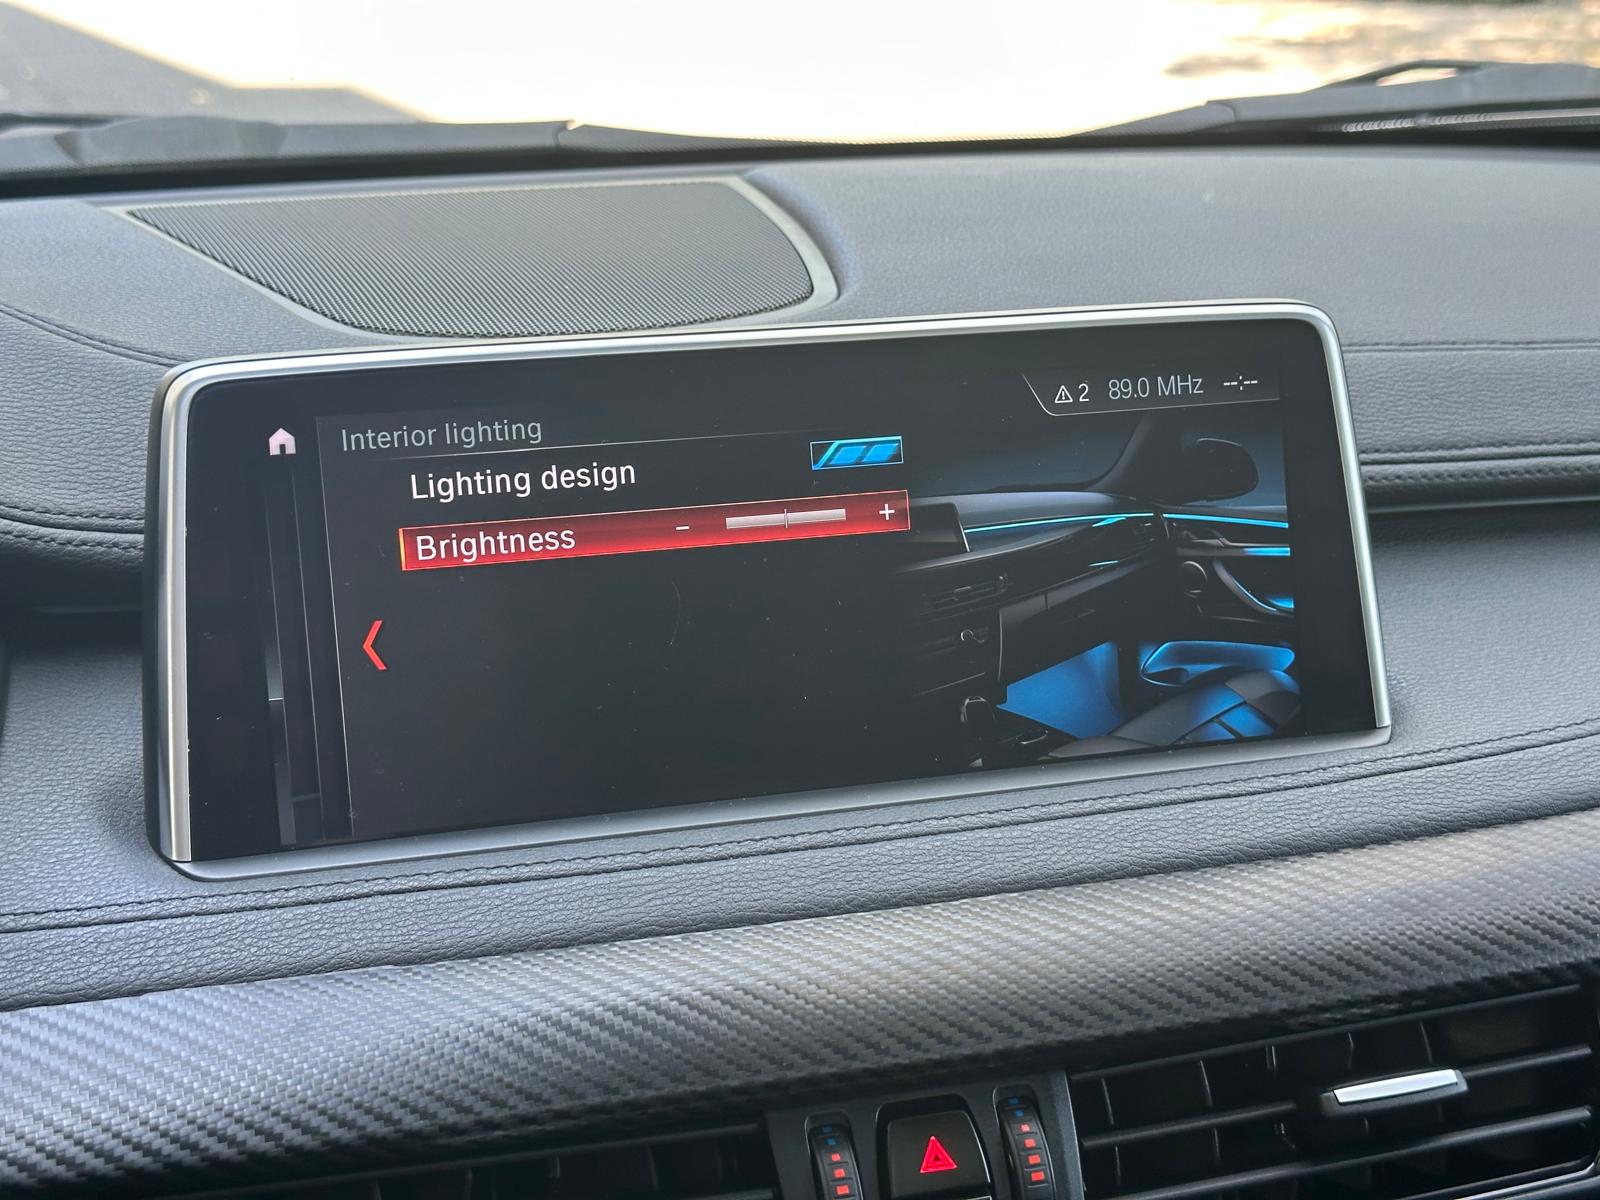 2 89.0 MHz --:--
Interior lighting
Lighting design
Brightness - +